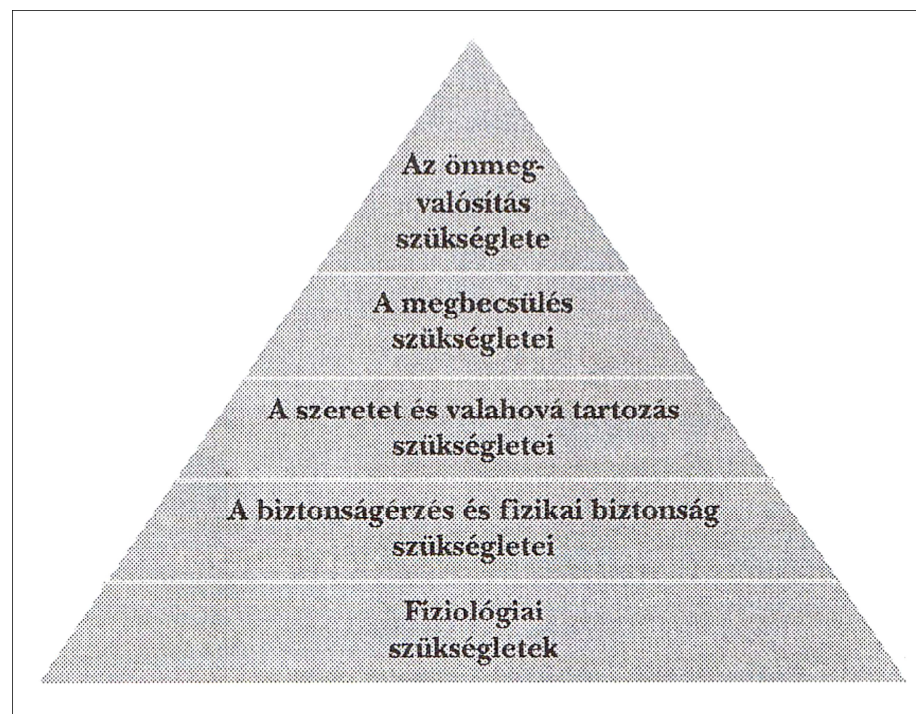 Az önmeg-
valósítás
szükséglete
A megbecsülés
szükségletei
A szeretet és valahová tartozás
szükségletei
A biztonságérzés és fizikai biztonság
szükségletei
Fiziológiai
szükségletek